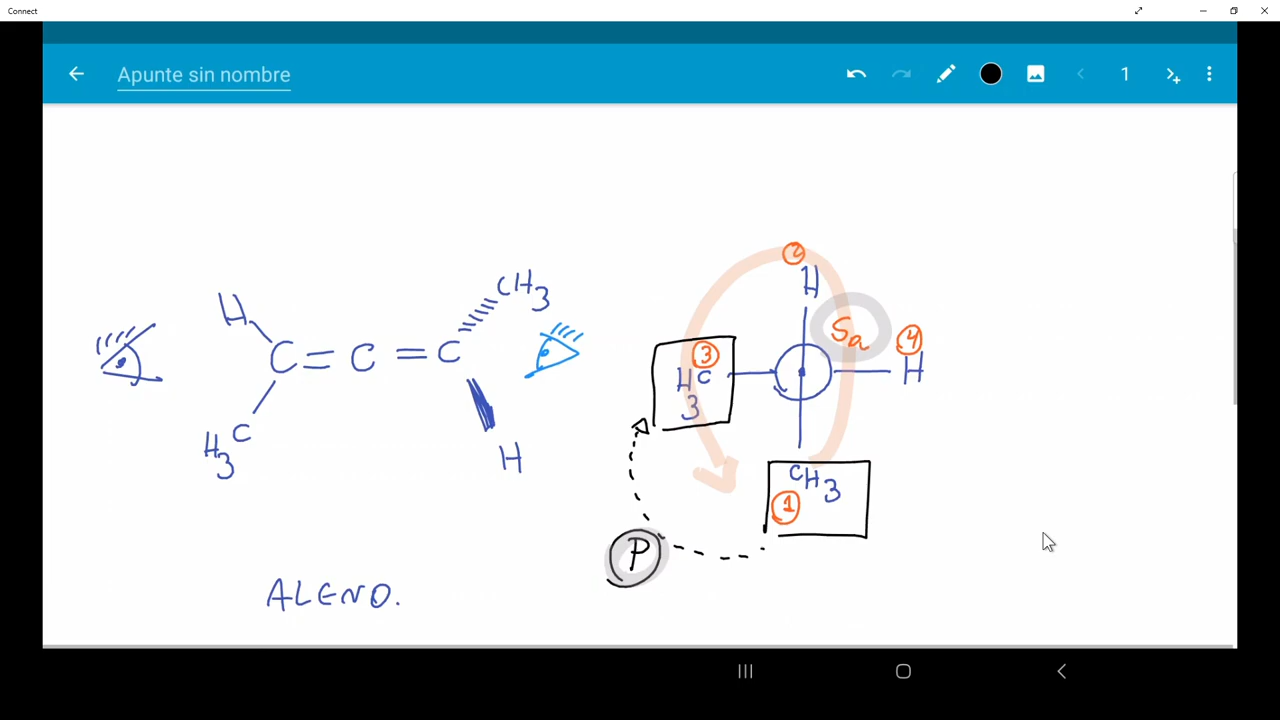 Connect
Apunte sin nombre
1
H
C = C = C
CH3
H3C
H
2
H
Sa
3
H3C
4
H
CH3
1
P
ALENO.